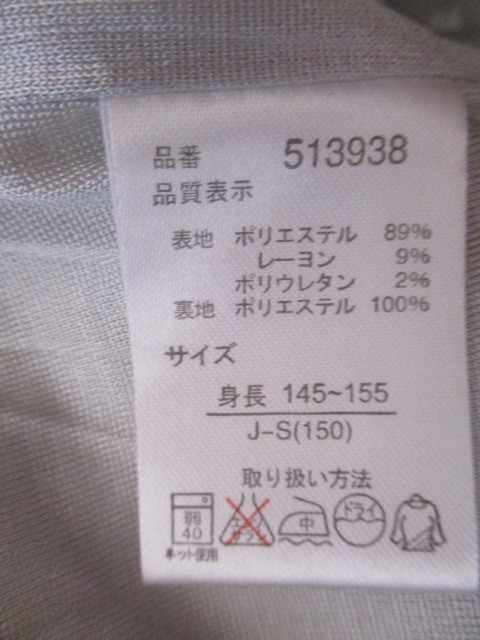 品番 513938
品質表示
表地 ポリエステル 89%
レーヨン 9%
ポリウレタン 2%
裏地 ポリエステル 100%
サイズ
身長 145~155
J-S(150)
取り扱い方法
弱 中 ドライ
40
ネット使用